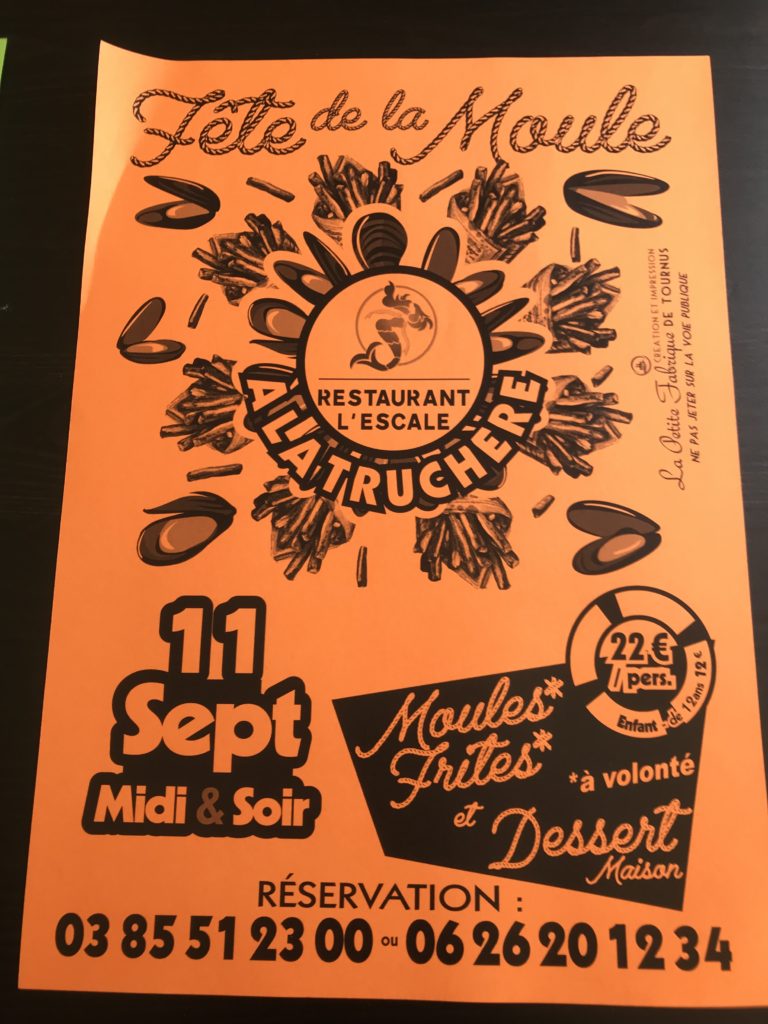 Fête de la Moule
RESTAURANT
L'ESCALE
A LA TRUCHÈRE
CRÉATION ET IMPRESSION
La Petite Fabrique DE TOURNUS
NE PAS JETER SUR LA VOIE PUBLIQUE
11
Sept
Midi & Soir
22 €
/ pers.
Enfant - de 12ans 12 €
Moules*
Frites*
*à volonté
et Dessert
Maison
RÉSERVATION :
03 85 51 23 00 ou 06 26 20 12 34